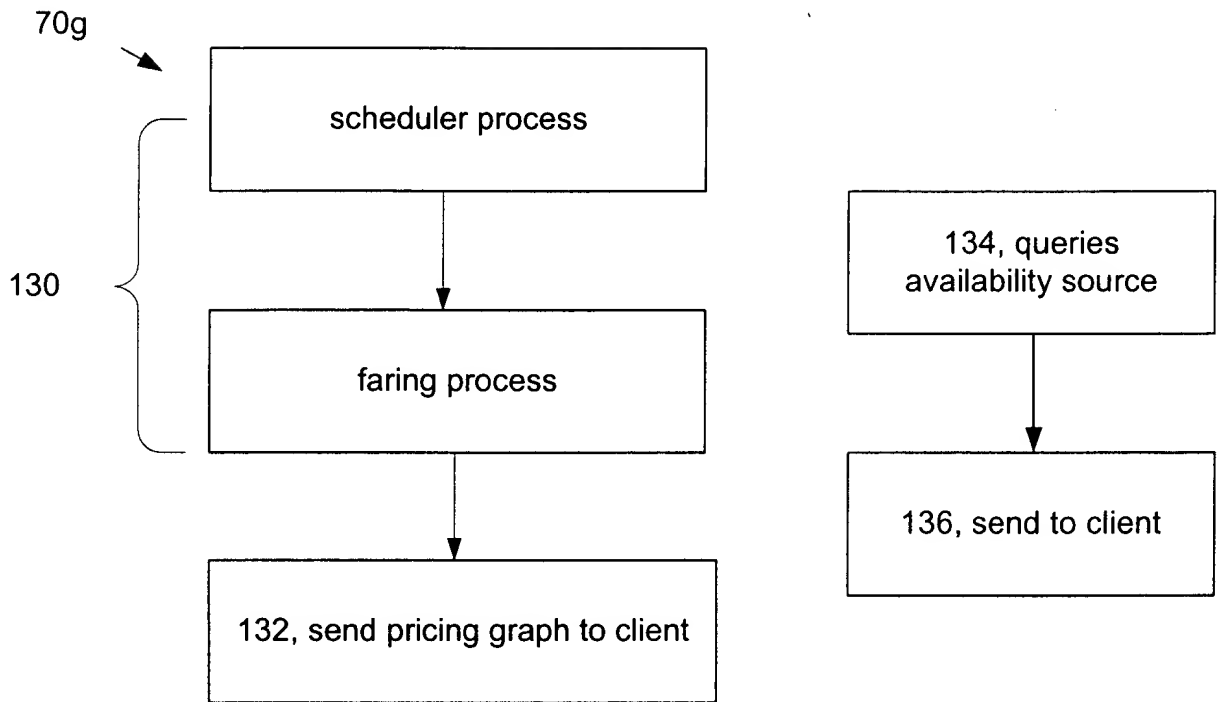 70g
scheduler process
130
134, queries
availability source
faring process
136, send to client
132, send pricing graph to client